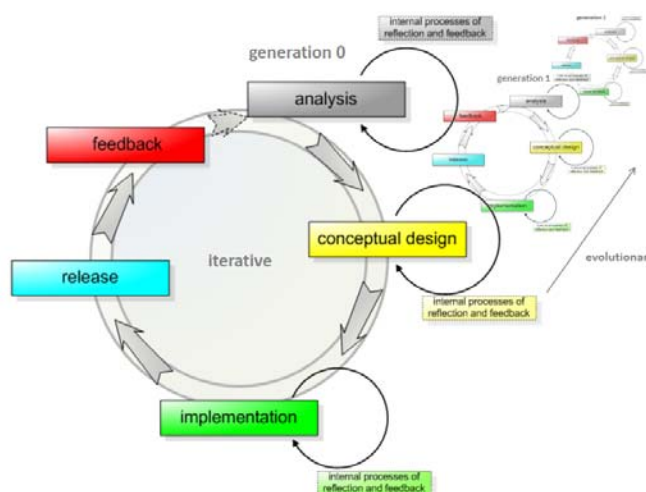 internal processes of
reflection and feedback
generation 0
analysis
feedback
conceptual design
iterative
release
internal processes of
reflection and feedback
implementation
internal processes of
reflection and feedback
generation 1
analysis
feedback
conceptual design
release
implementation
evolutionar